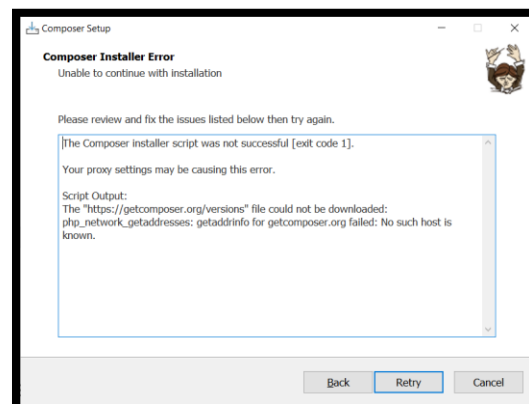 Composer Setup
Composer Installer Error
Unable to continue with installation
Please review and fix the issues listed below then try again.
The Composer installer script was not successful [exit code 1].
Your proxy settings may be causing this error.
Script Output:
The "https://getcomposer.org/versions" file could not be downloaded:
php_network_getaddresses: getaddrinfo for getcomposer.org failed: No such host is
known.
Back Retry Cancel